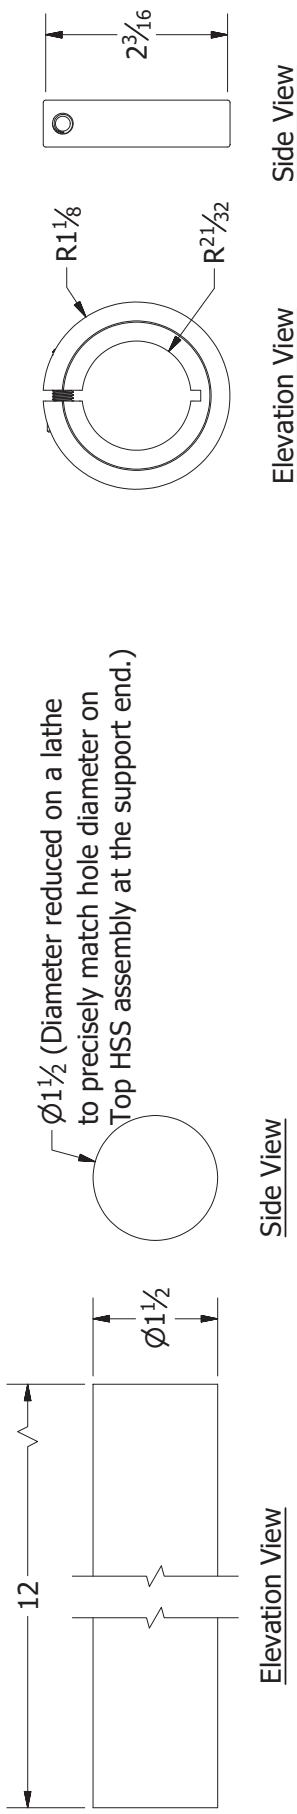 12
Ø1½
Elevation View
Ø1½ (Diameter reduced on a lathe
to precisely match hole diameter on
Top HSS assembly at the support end.)
Side View
R1⅛
R²¹⁄₃₂
Elevation View
2³⁄₁₆
Side View